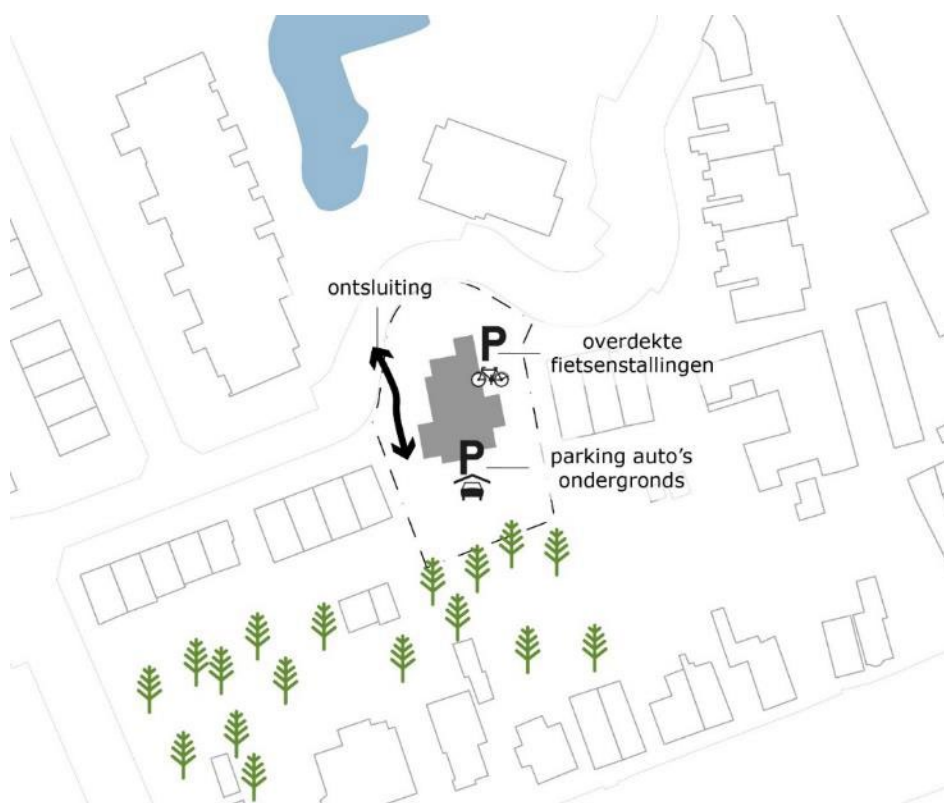 ontsluiting
P
overdekte
fietsenstallingen
P
parking auto's
ondergronds